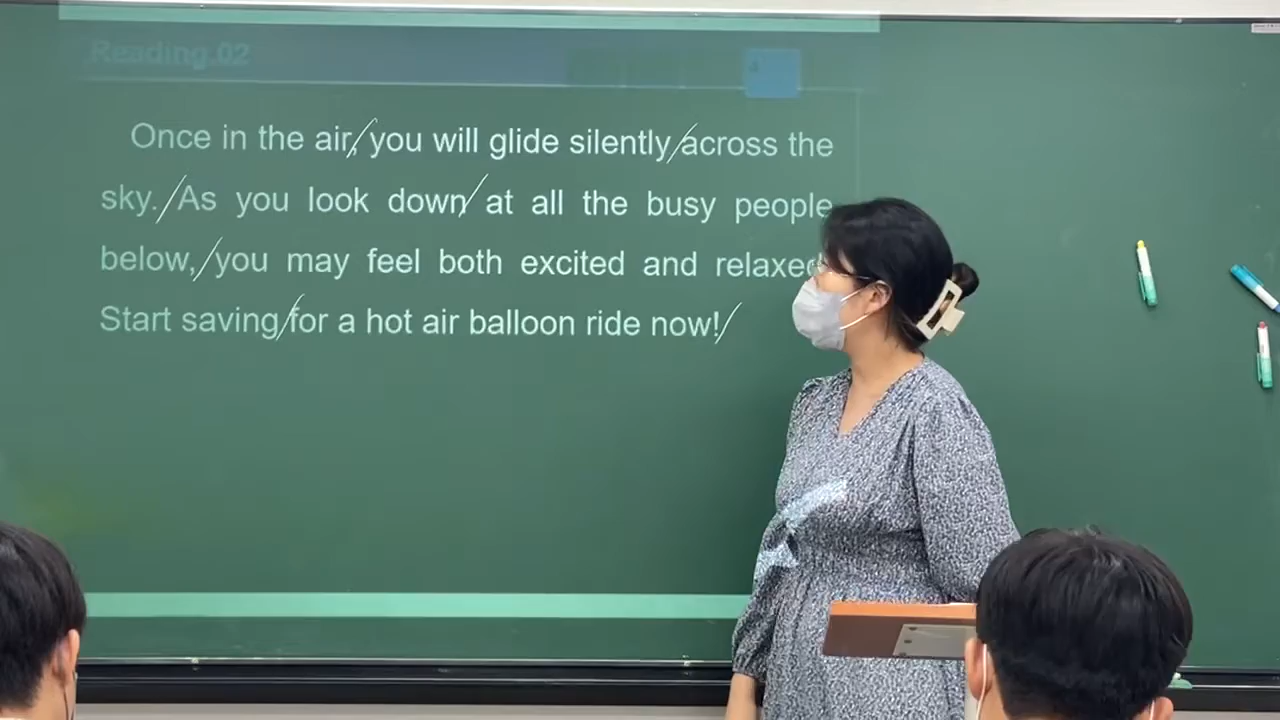 Reading.02
Once in the air,/you will glide silently/across the
sky./As you look down/at all the busy people
below,/you may feel both excited and relaxed
Start saving/for a hot air balloon ride now!/